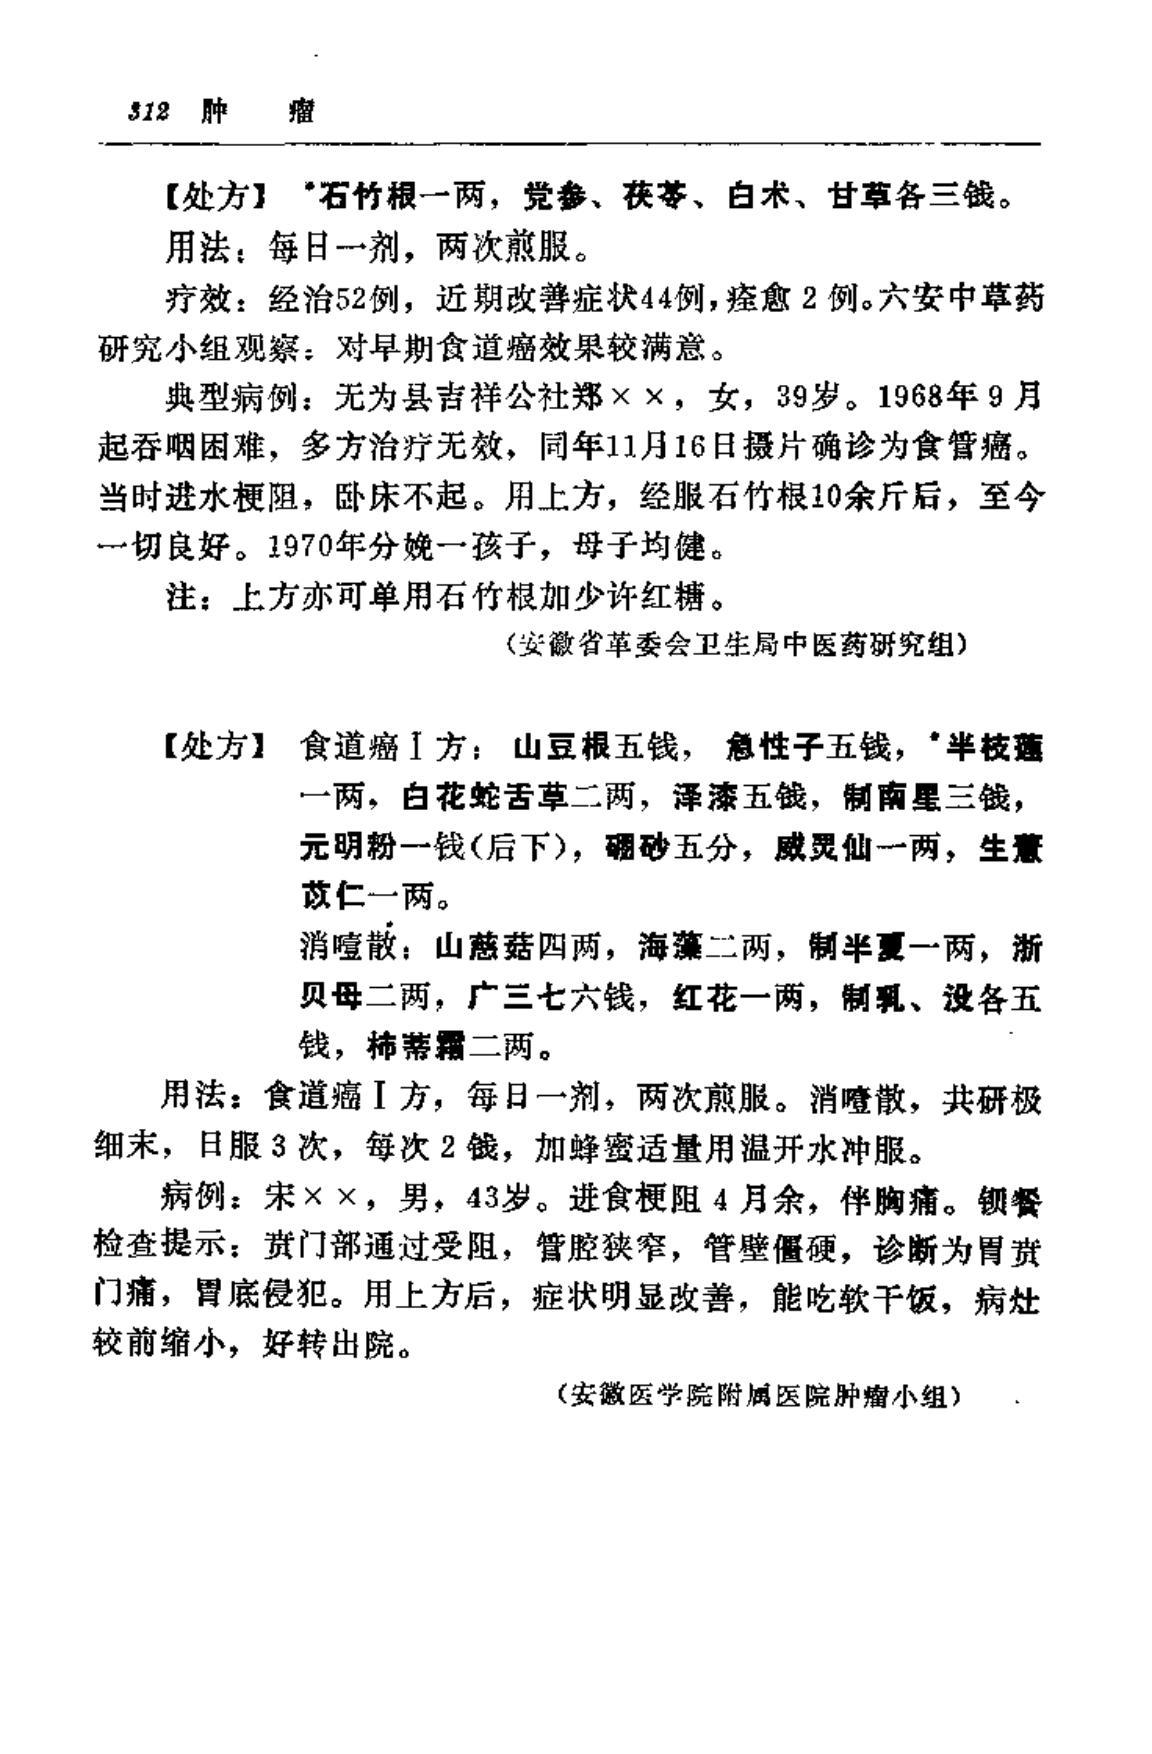 312 肿 瘤
【处方】 *石竹根一两，党参、茯苓、白术、甘草各三钱。
用法：每日一剂，两次煎服。
疗效：经治52例，近期改善症状44例，痊愈 2 例。六安中草药
研究小组观察：对早期食道癌效果较满意。
典型病例：无为县吉祥公社郑××，女，39岁。1968年 9 月
起吞咽困难，多方治疗无效，同年11月16日摄片确诊为食管癌。
当时进水梗阻，卧床不起。用上方，经服石竹根10余斤后，至今
一切良好。1970年分娩一孩子，母子均健。
注：上方亦可单用石竹根加少许红糖。
（安徽省革委会卫生局中医药研究组）
【处方】 食道癌Ⅰ方：山豆根五钱，急性子五钱，*半枝莲
一两，白花蛇舌草二两，泽漆五钱，制南星三钱，
元明粉一钱（后下），硼砂五分，威灵仙一两，生薏
苡仁一两。
消噎散：山慈菇四两，海藻二两，制半夏一两，浙
贝母二两，广三七六钱，红花一两，制乳、没各五
钱，柿蒂霜二两。
用法：食道癌Ⅰ方，每日一剂，两次煎服。消噎散，共研极
细末，日服 3 次，每次 2 钱，加蜂蜜适量用温开水冲服。
病例：宋××，男，43岁。进食梗阻 4 月余，伴胸痛。钡餐
检查提示：贲门部通过受阻，管腔狭窄，管壁僵硬，诊断为胃贲
门痛，胃底侵犯。用上方后，症状明显改善，能吃软干饭，病灶
较前缩小，好转出院。
（安徽医学院附属医院肿瘤小组）